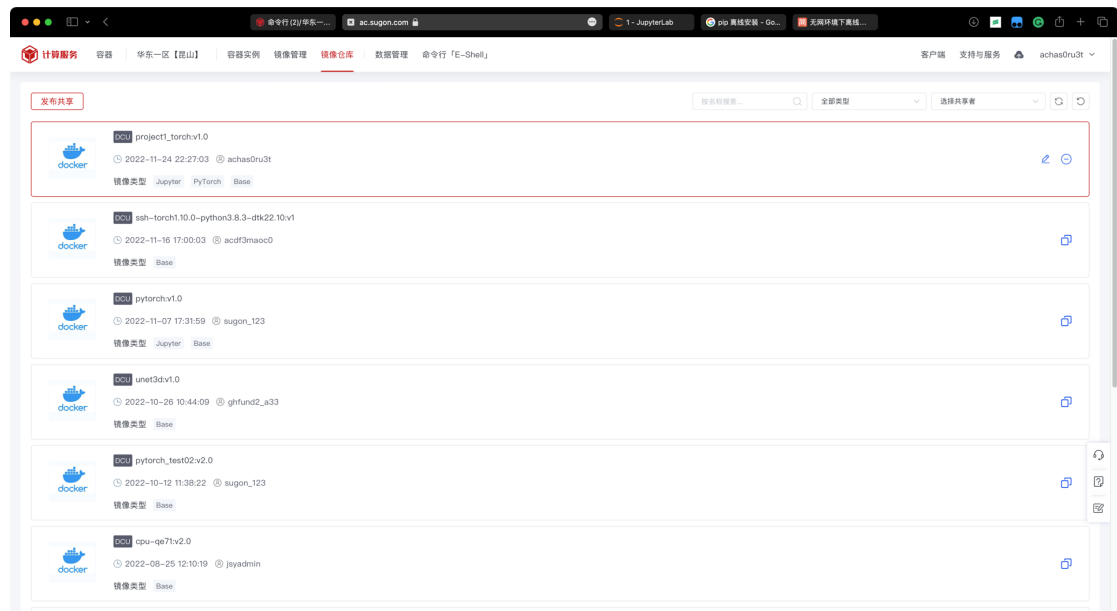 命令行(2)/华东一... ac.sugon.com 1 - JupyterLab pip 离线安装 - Go... 无网环境下离线...
计算服务 容器 华东一区【昆山】 容器实例 镜像管理 镜像仓库 数据管理 命令行「E-Shell」 客户端 支持与服务 achas0ru3t
发布共享 按名称搜索... 全部类型 选择共享者
DCU project1_torch:v1.0
docker
2022-11-24 22:27:03 achas0ru3t
镜像类型 Jupyter PyTorch Base
DCU ssh-torch1.10.0-python3.8.3-dtk22.10:v1
docker
2022-11-16 17:00:03 acdf3maoc0
镜像类型 Base
DCU pytorch:v1.0
docker
2022-11-07 17:31:59 sugon_123
镜像类型 Jupyter Base
DCU unet3d:v1.0
docker
2022-10-26 10:44:09 ghfund2_a33
镜像类型 Base
DCU pytorch_test02:v2.0
docker
2022-10-12 11:38:22 sugon_123
镜像类型 Base
DCU cpu-qe71:v2.0
docker
2022-08-25 12:10:19 jsyadmin
镜像类型 Base